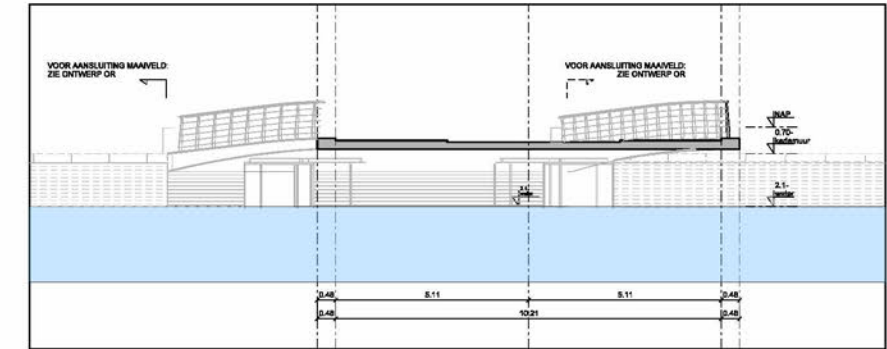 VOOR AANSLUITING MAAIVELD:
ZIE ONTWERP OR
VOOR AANSLUITING MAAIVELD:
ZIE ONTWERP OR
NAP
0.70-
kademuur
2.1-
water
0.48
5.11
5.11
0.48
0.48
10.21
0.48